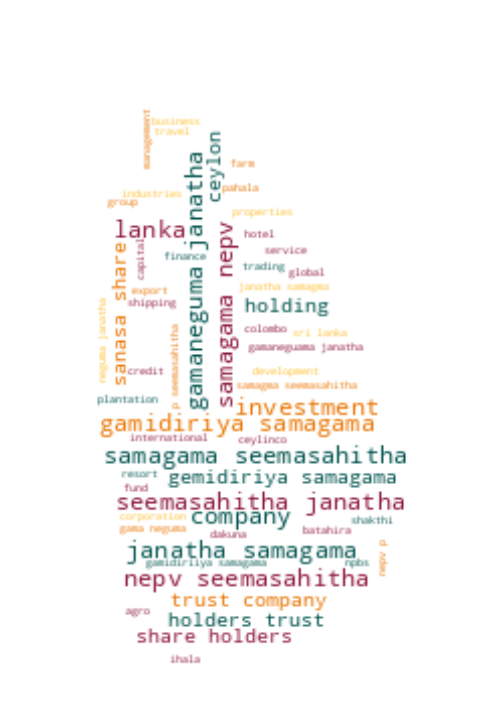 management
business
travel
ceylon
farm
gamaneguma janatha
pahala
industries
group
properties
lanka
samagama nepv
hotel
capital
service
finance
sanasa share
trading
global
janatha samagma
export
shipping
holding
neguma janatha
p seemasahitha
colombo
sri lanka
gamaneguama janatha
credit
development
samagma seemasahitha
plantation
investment
gamidiriya samagama
international
ceylinco
samagama seemasahitha
resort
gemidiriya samagama
fund
seemasahitha janatha
corporation
company
shakthi
gama neguma
dakuna
batahira
janatha samagama
nepv p
gamidiriya samagama
npbs
nepv seemasahitha
trust company
agro
holders trust
share holders
ihala